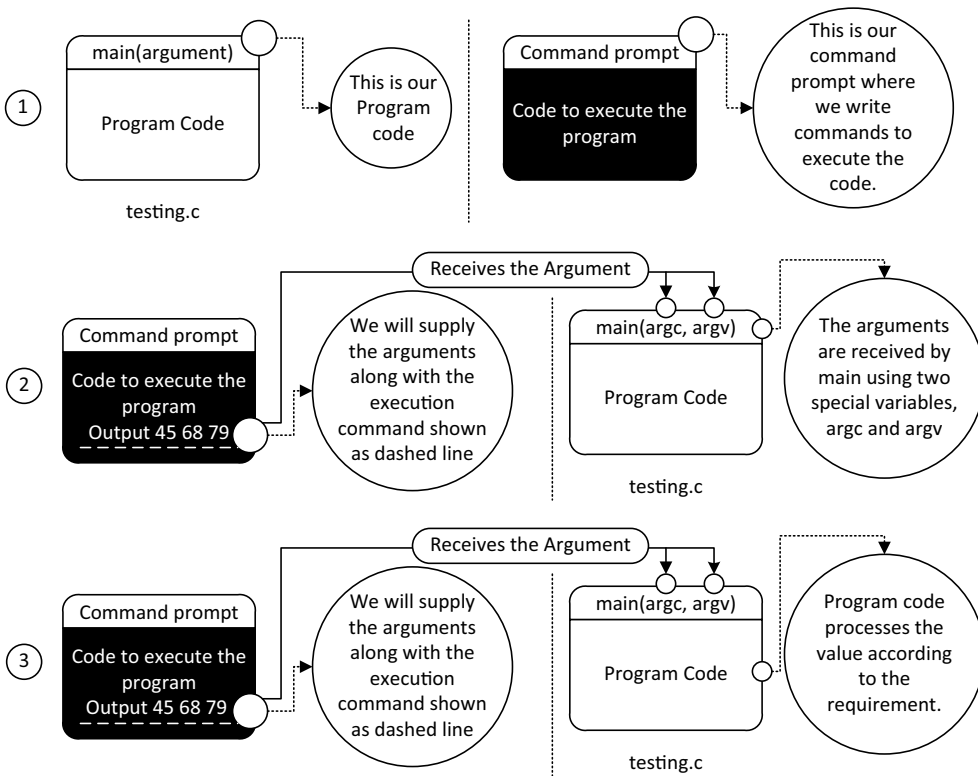 1
main(argument)
Program Code
testing.c
This is our
Program
code
Command prompt
Code to execute the
program
This is our
command
prompt where
we write
commands to
execute the
code.
2
Command prompt
Code to execute the
program
Output 45 68 79
We will supply
the arguments
along with the
execution
command shown
as dashed line
Receives the Argument
main(argc, argv)
Program Code
testing.c
The arguments
are received by
main using two
special variables,
argc and argv
3
Command prompt
Code to execute the
program
Output 45 68 79
We will supply
the arguments
along with the
execution
command shown
as dashed line
Receives the Argument
main(argc, argv)
Program Code
testing.c
Program code
processes the
value according
to the
requirement.